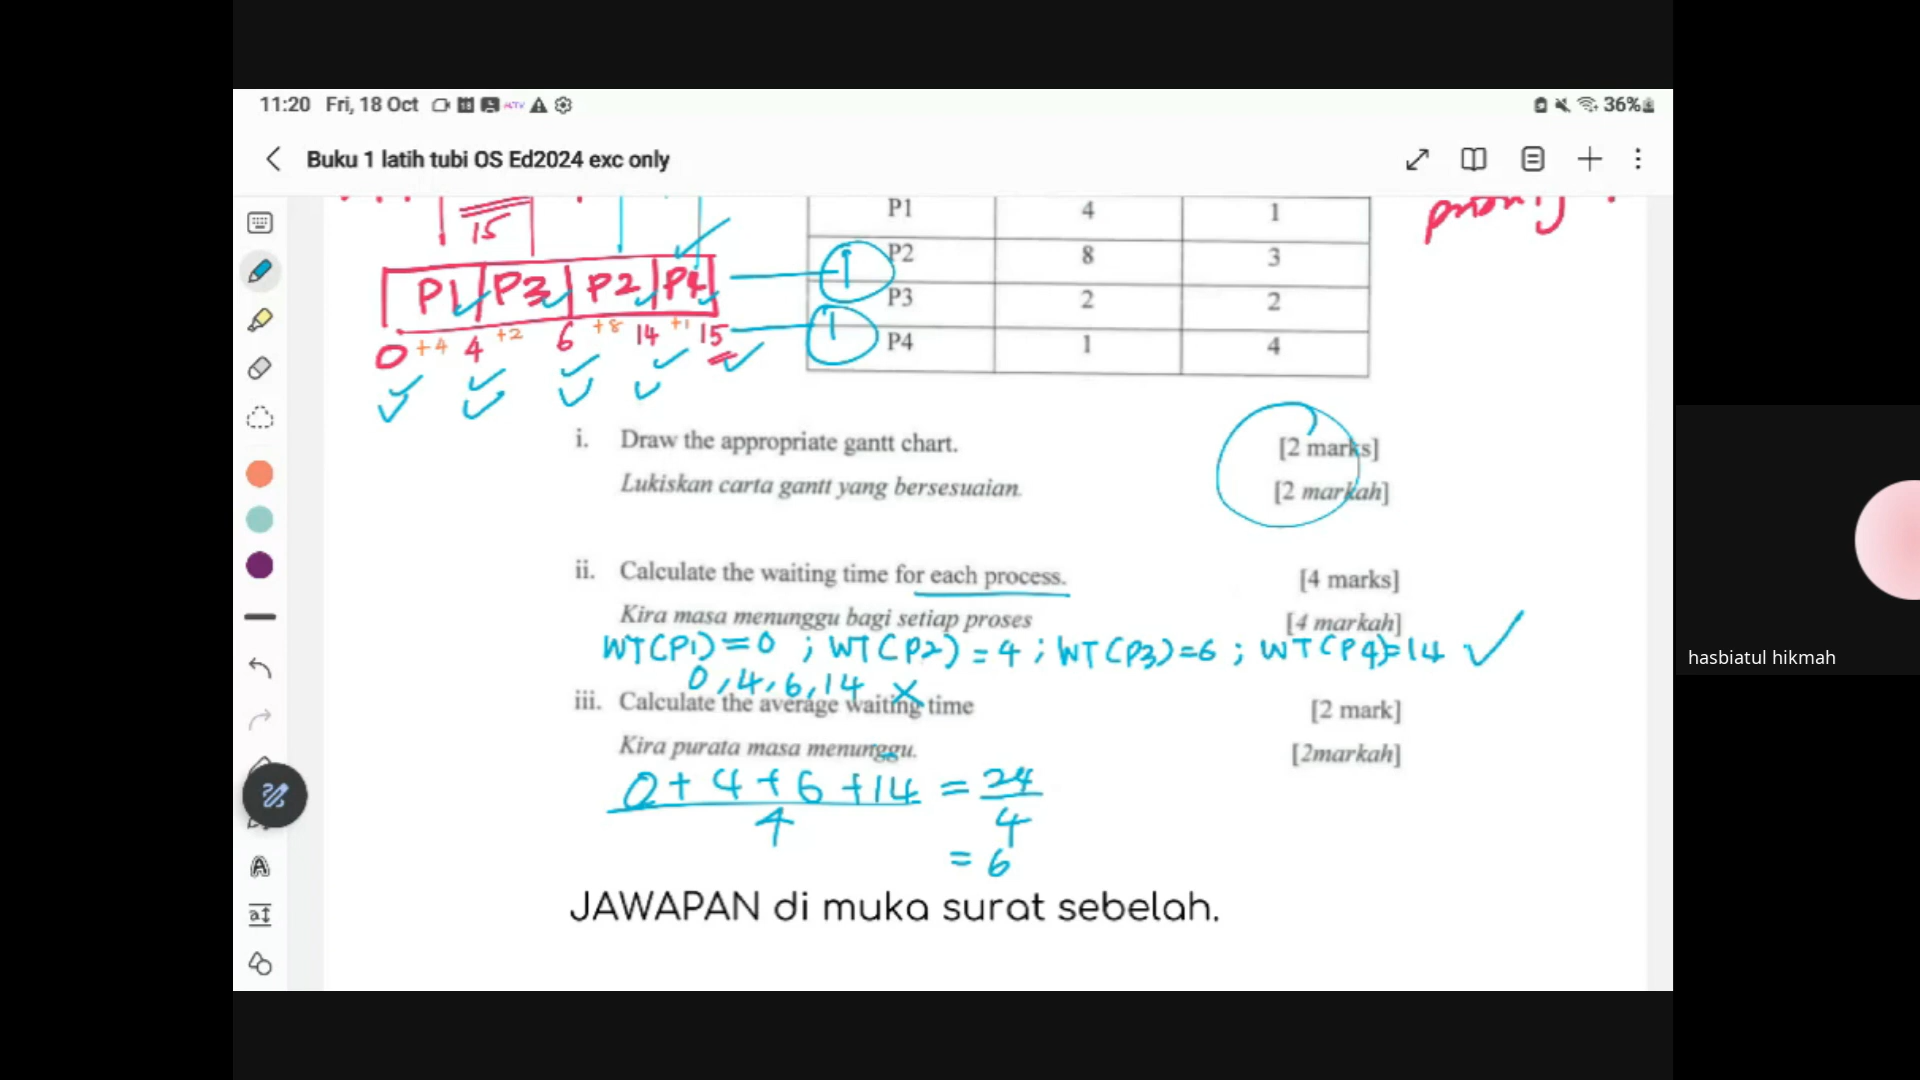 11:20 Fri, 18 Oct
36%
Buku 1 latih tubi OS Ed2024 exc only
15
P1 4 1
P2 8 3
P3 2 2
P4 1 4
P1 P3 P2 P4
0 +4 4 +2 6 +8 14 +1 15
1
1
i. Draw the appropriate gantt chart. [2 marks]
Lukiskan carta gantt yang bersesuaian. [2 markah]
ii. Calculate the waiting time for each process. [4 marks]
Kira masa menunggu bagi setiap proses [4 markah]
WT(P1)=0 ; WT(P2)=4 ; WT(P3)=6 ; WT(P4)=14
0,4,6,14
iii. Calculate the average waiting time [2 mark]
Kira purata masa menunggu. [2markah]
0+4+6+14 = 24
4 4
= 6
JAWAPAN di muka surat sebelah.
hasbiatul hikmah